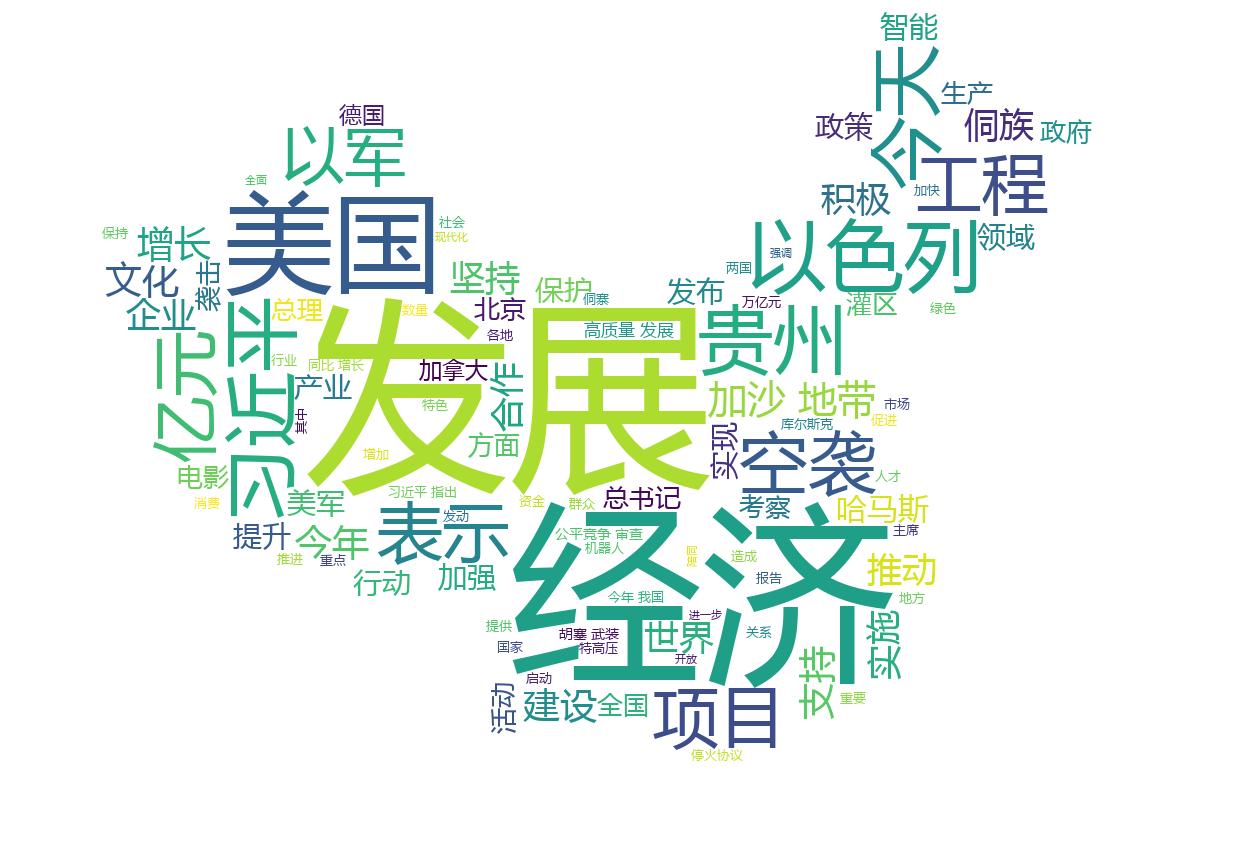 智能
今天
生产
政策
侗族
政府
德国
以军
工程
全面
美国
加快
积极
社会
现代化
保持
增长
以色列
领域
强调
两国
文化
袭击
坚持
保护
侗寨
发布
万亿元
灌区
绿色
企业
总理
数量
北京
高质量 发展
贵州
各地
习近平
发展
亿元
行业
同比 增长
加拿大
合作
产业
特色
加沙 地带
市场
促进
其中
库尔斯克
方面
实现
空袭
增加
电影
人才
消费
美军
习近平 指出
资金
群众
总书记
考察
哈马斯
提升
今年
表示
发动
公平竞争 审查
主席
机器人
经济
造成
推进
重点
推动
行动
加强
报告
今年 我国
地方
提供
进一步
胡塞 武装
世界
关系
实施
国家
特高压
开放
支持
启动
活动
建设
全国
项目
重要
停火协议